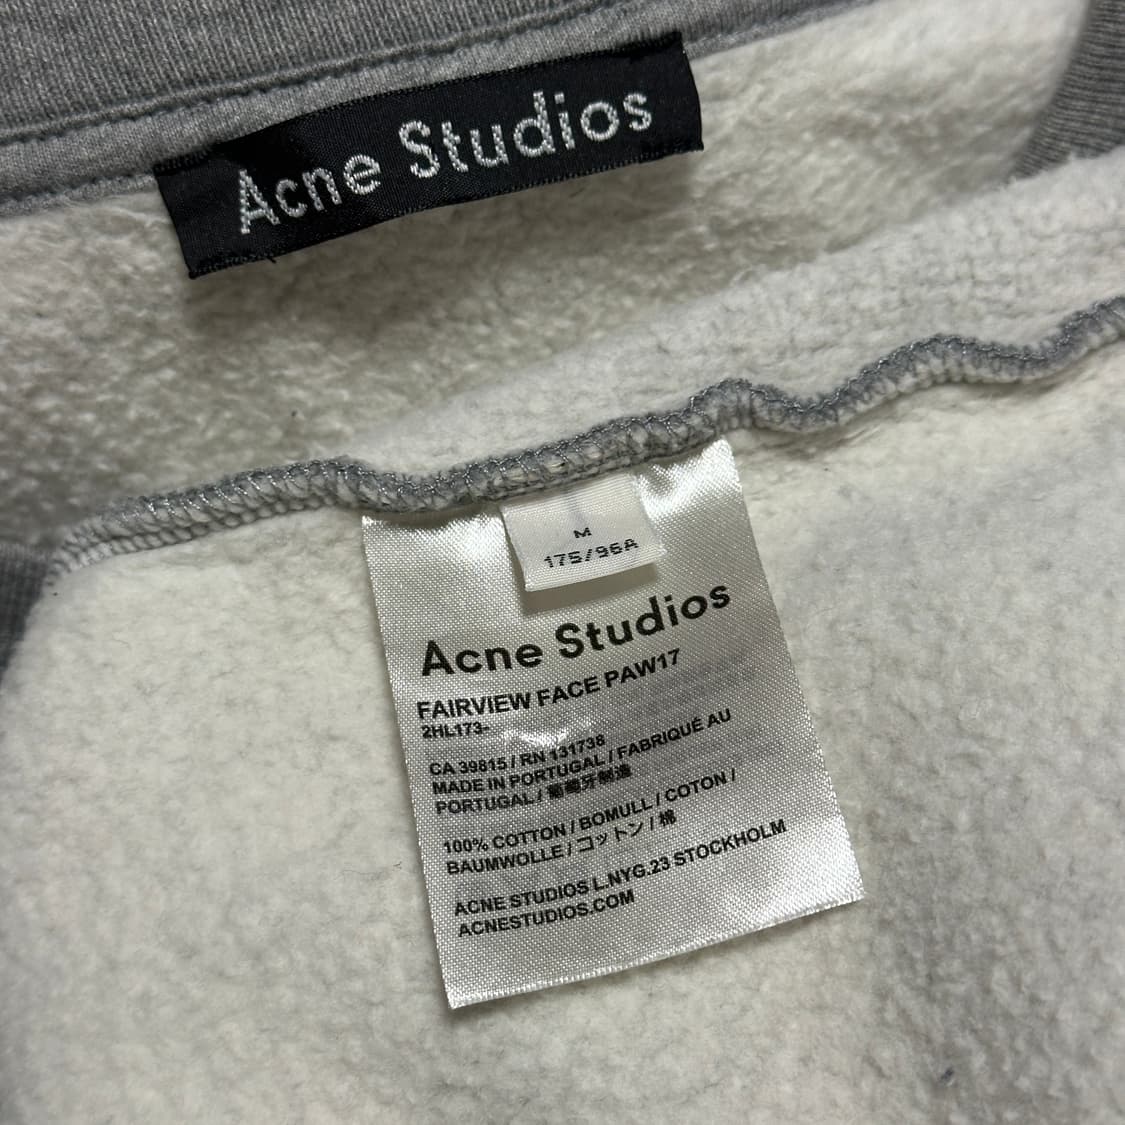 Acne Studios
M
175/96A
Acne Studios
FAIRVIEW FACE PAW17
2HL173-
CA 39815 / RN 131738
MADE IN PORTUGAL / FABRIQUÉ AU
PORTUGAL / 葡萄牙制造
100% COTTON / BOMULL / COTON /
BAUMWOLLE / コットン / 棉
ACNE STUDIOS L.NYG.23 STOCKHOLM
ACNESTUDIOS.COM